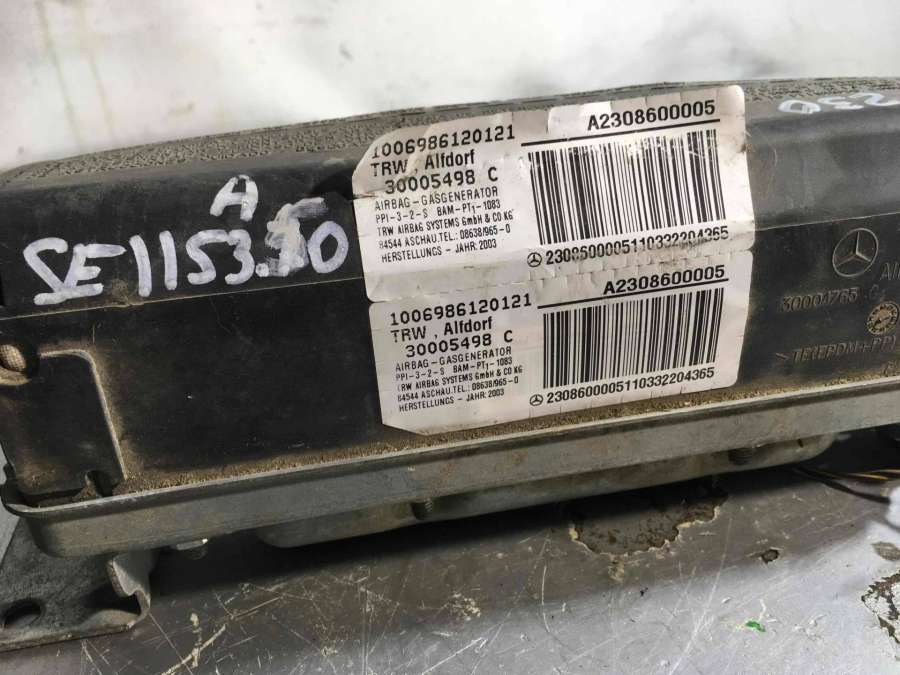 A
SE1153.50
1006986120121
TRW , Alfdorf
30005498 C
AIRBAG-GASGENERATOR
PPI-3-2-S BAM-PT1-1083
TRW AIRBAG SYSTEMS GmbH & CO KG
84544 ASCHAU.TEL.: 08638/965-0
HERSTELLUNGS - JAHR: 2003
A2308600005
2308600005110332204365
1006986120121
TRW , Alfdorf
30005498 C
AIRBAG-GASGENERATOR
PPI-3-2-S BAM-PT1-1083
TRW AIRBAG SYSTEMS GmbH & CO KG
84544 ASCHAU.TEL.: 08638/965-0
HERSTELLUNGS - JAHR: 2003
A2308600005
2308600005110332204365
30004765 C